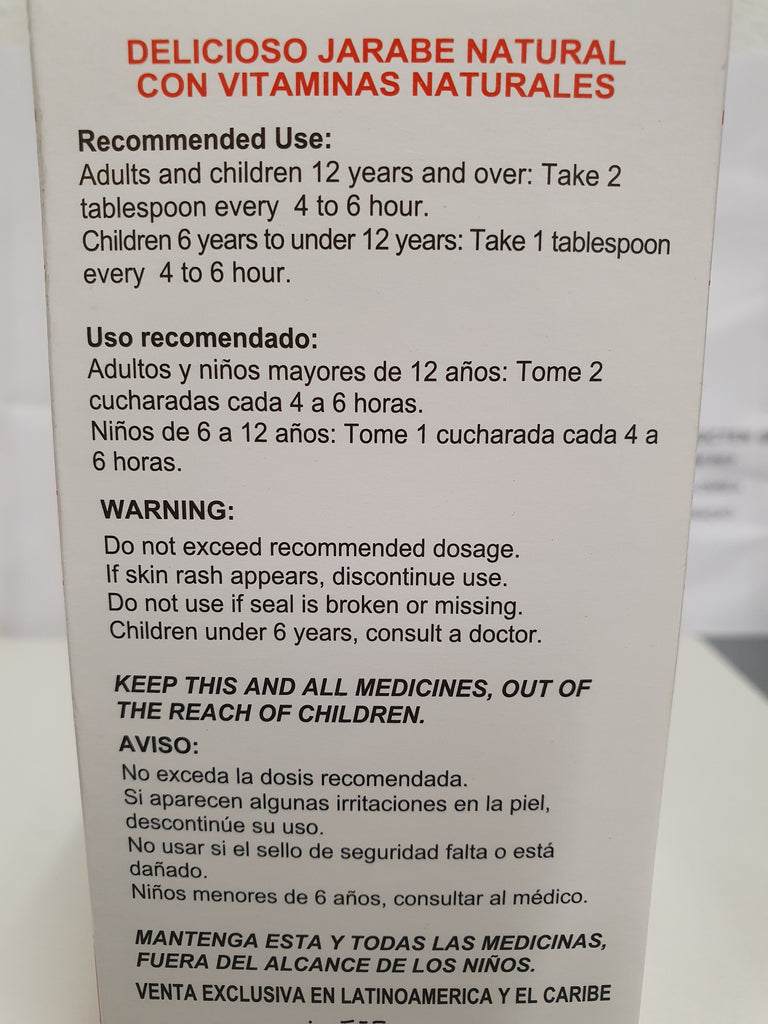 DELICIOSO JARABE NATURAL
CON VITAMINAS NATURALES
Recommended Use:
Adults and children 12 years and over: Take 2
tablespoon every 4 to 6 hour.
Children 6 years to under 12 years: Take 1 tablespoon
every 4 to 6 hour.
Uso recomendado:
Adultos y niños mayores de 12 años: Tome 2
cucharadas cada 4 a 6 horas.
Niños de 6 a 12 años: Tome 1 cucharada cada 4 a
6 horas.
WARNING:
Do not exceed recommended dosage.
If skin rash appears, discontinue use.
Do not use if seal is broken or missing.
Children under 6 years, consult a doctor.
KEEP THIS AND ALL MEDICINES, OUT OF
THE REACH OF CHILDREN.
AVISO:
No exceda la dosis recomendada.
Si aparecen algunas irritaciones en la piel,
descontinúe su uso.
No usar si el sello de seguridad falta o está
dañado.
Niños menores de 6 años, consultar al médico.
MANTENGA ESTA Y TODAS LAS MEDICINAS,
FUERA DEL ALCANCE DE LOS NIÑOS.
VENTA EXCLUSIVA EN LATINOAMERICA Y EL CARIBE